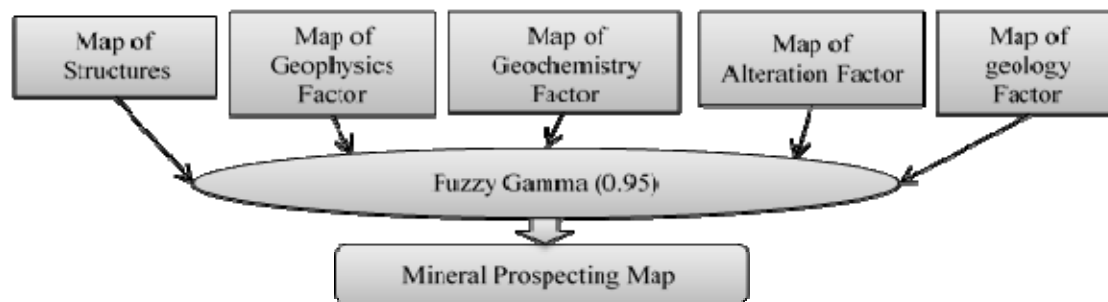 Map of
Structures
Map of
Geophysics
Factor
Map of
Geochemistry
Factor
Map of
Alteration Factor
Map of
geology
Factor
Fuzzy Gamma (0.95)
Mineral Prospecting Map